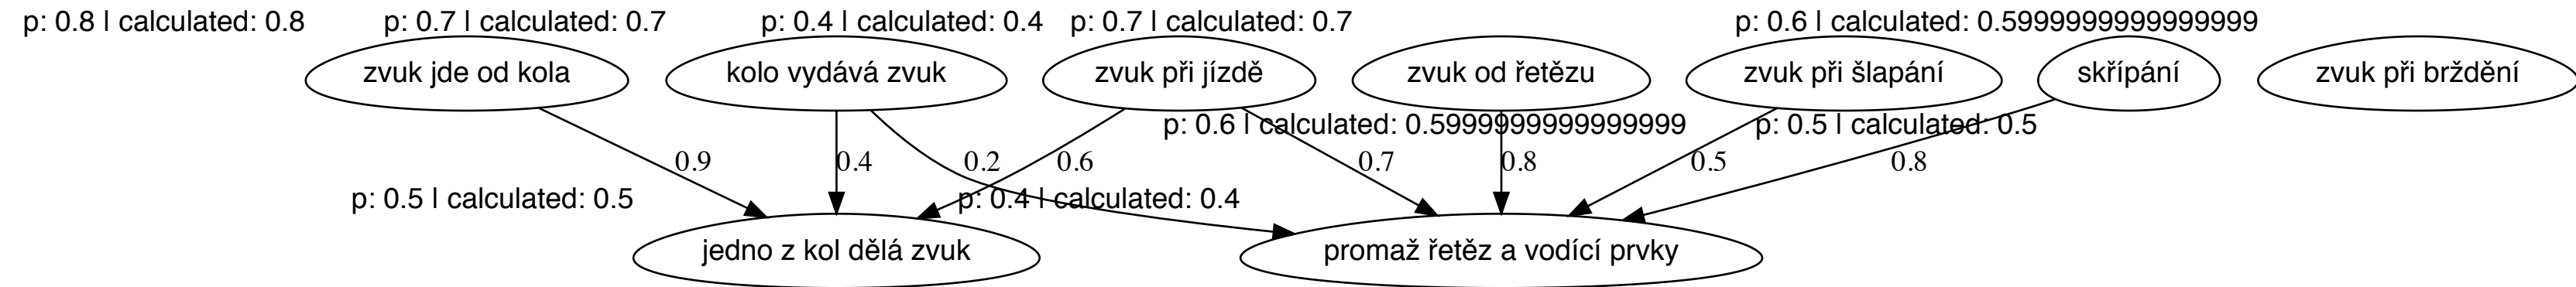 p: 0.8 | calculated: 0.8
p: 0.7 | calculated: 0.7
p: 0.4 | calculated: 0.4
p: 0.7 | calculated: 0.7
p: 0.6 | calculated: 0.5999999999999999
zvuk jde od kola
kolo vydává zvuk
zvuk při jízdě
zvuk od řetězu
zvuk při šlapání
skřípání
zvuk při brždění
p: 0.6 | calculated: 0.5999999999999999
p: 0.5 | calculated: 0.5
0.9
0.4
0.2
0.6
0.7
0.8
0.5
0.8
p: 0.5 | calculated: 0.5
p: 0.4 | calculated: 0.4
jedno z kol dělá zvuk
promaž řetěz a vodící prvky